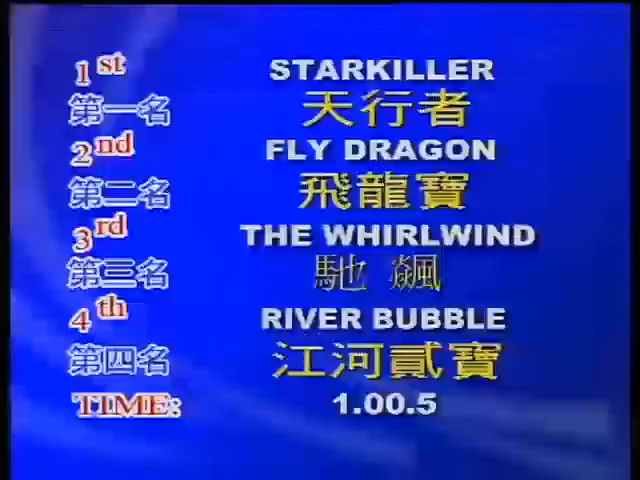 1st STARKILLER
第一名 天行者
2nd FLY DRAGON
第二名 飛龍寶
3rd THE WHIRLWIND
第三名 馳 飆
4th RIVER BUBBLE
第四名 江河貳寶
TIME: 1.00.5